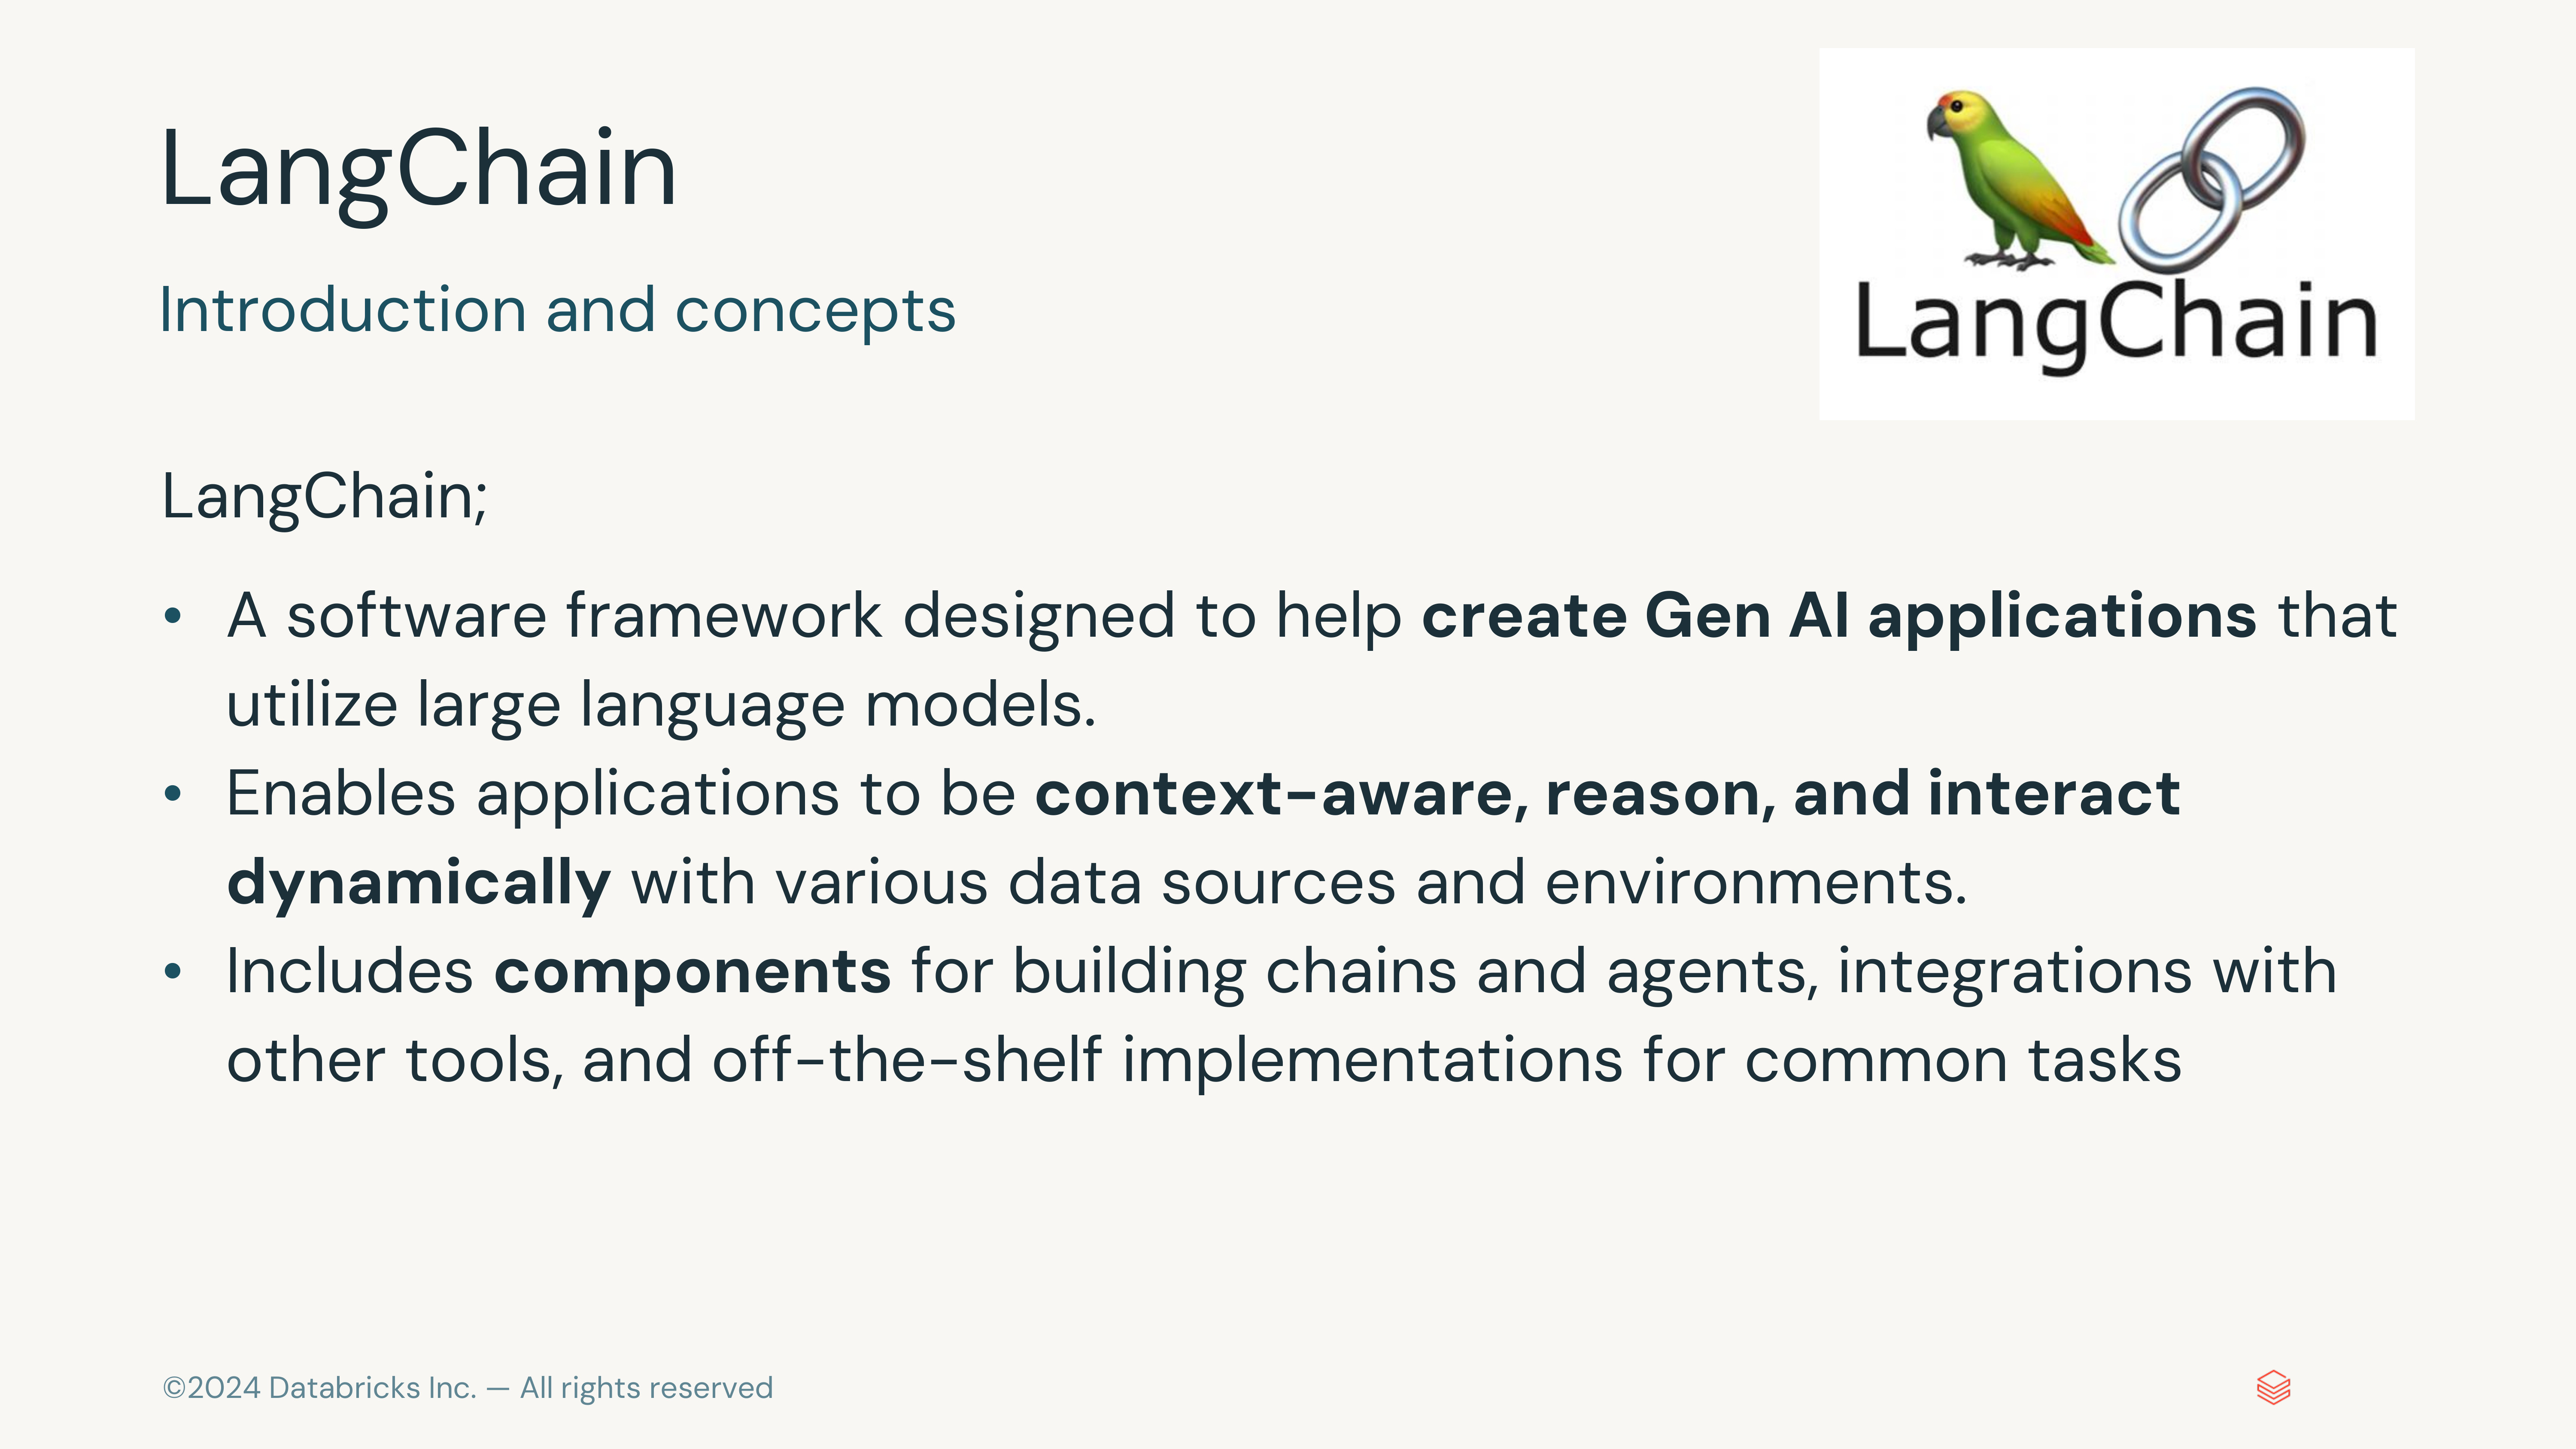 LangChain
Introduction and concepts
LangChain
LangChain;
• A software framework designed to help create Gen AI applications that
utilize large language models.
• Enables applications to be context-aware, reason, and interact
dynamically with various data sources and environments.
• Includes components for building chains and agents, integrations with
other tools, and off-the-shelf implementations for common tasks
©2024 Databricks Inc. — All rights reserved